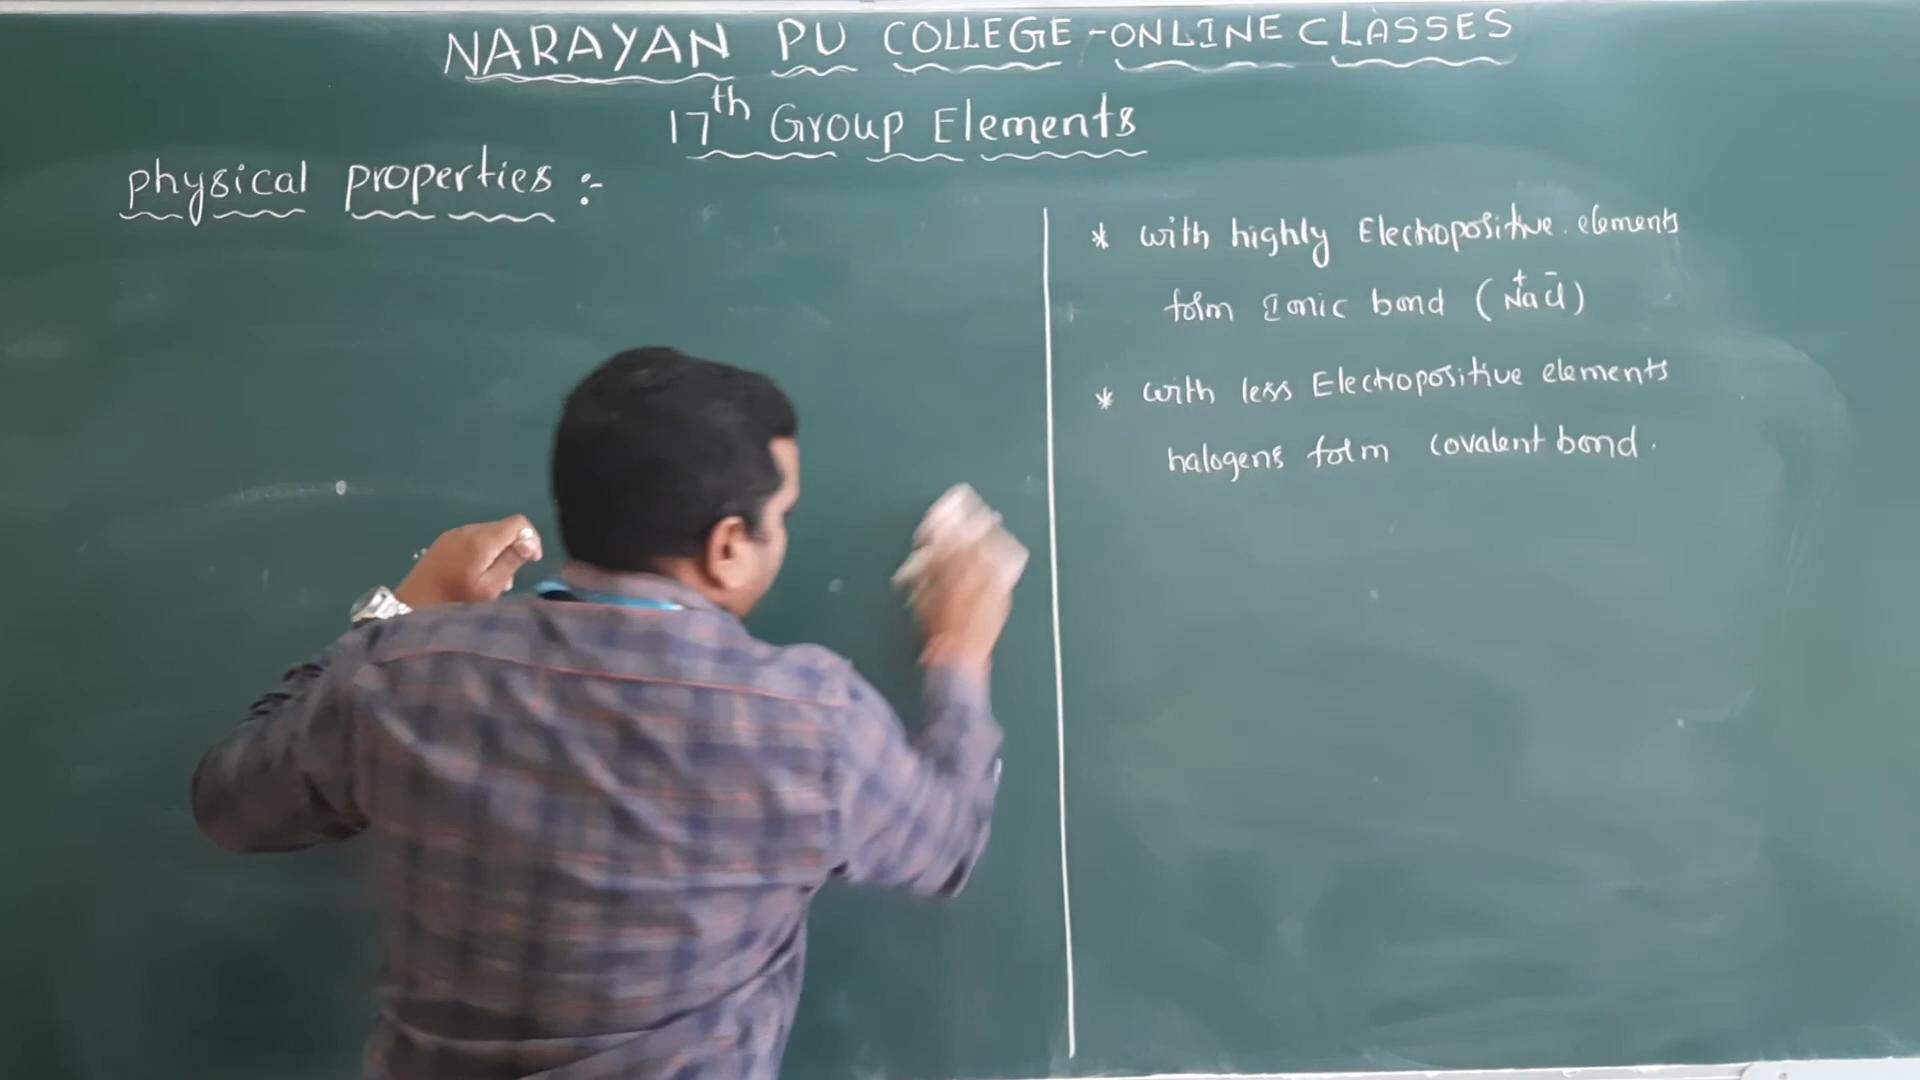 NARAYAN PU COLLEGE - ONLINE CLASSES
17th Group Elements
physical properties :-
* with highly Electropositive. elements
form Ionic bond (Na⁺Cl⁻)
* with less Electropositive elements
halogens form covalent bond.